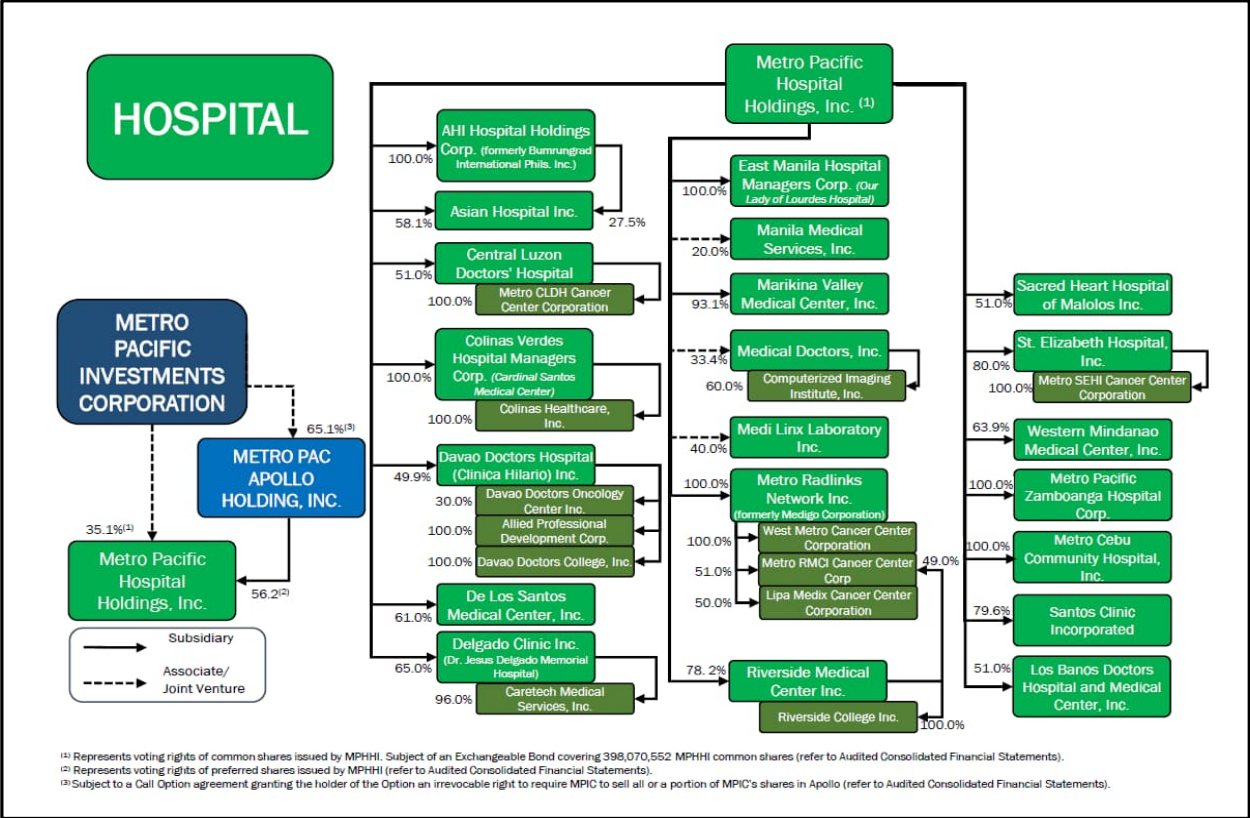 HOSPITAL
METRO
PACIFIC
INVESTMENTS
CORPORATION
65.1%(3)
METRO PAC
APOLLO
HOLDING, INC.
35.1%(1)
Metro Pacific
Hospital
Holdings, Inc.
56.2(2)
Subsidiary
Associate/
Joint Venture
Metro Pacific
Hospital
Holdings, Inc. (1)
AHI Hospital Holdings
Corp. (formerly Bumrungrad
International Phils. Inc.)
100.0%
Asian Hospital Inc.
58.1%
27.5%
Central Luzon
Doctors' Hospital
51.0%
Metro CLDH Cancer
Center Corporation
100.0%
Colinas Verdes
Hospital Managers
Corp. (Cardinal Santos
Medical Center)
100.0%
Colinas Healthcare,
Inc.
100.0%
Davao Doctors Hospital
(Clinica Hilario) Inc.
49.9%
Davao Doctors Oncology
Center Inc.
30.0%
Allied Professional
Development Corp.
100.0%
Davao Doctors College, Inc.
100.0%
De Los Santos
Medical Center, Inc.
61.0%
Delgado Clinic Inc.
(Dr. Jesus Delgado Memorial
Hospital)
65.0%
Caretech Medical
Services, Inc.
96.0%
East Manila Hospital
Managers Corp. (Our
Lady of Lourdes Hospital)
100.0%
Manila Medical
Services, Inc.
20.0%
Marikina Valley
Medical Center, Inc.
93.1%
Medical Doctors, Inc.
33.4%
Computerized Imaging
Institute, Inc.
60.0%
Medi Linx Laboratory
Inc.
40.0%
Metro Radlinks
Network Inc.
(formerly Medigo Corporation)
100.0%
West Metro Cancer Center
Corporation
100.0%
Metro RMCI Cancer Center
Corp
51.0%
49.0%
Lipa Medix Cancer Center
Corporation
50.0%
Riverside Medical
Center Inc.
78. 2%
Riverside College Inc.
100.0%
Sacred Heart Hospital
of Malolos Inc.
51.0%
St. Elizabeth Hospital,
Inc.
80.0%
Metro SEHI Cancer Center
Corporation
100.0%
Western Mindanao
Medical Center, Inc.
63.9%
Metro Pacific
Zamboanga Hospital
Corp.
100.0%
Metro Cebu
Community Hospital,
Inc.
100.0%
Santos Clinic
Incorporated
79.6%
Los Banos Doctors
Hospital and Medical
Center, Inc.
51.0%
(1) Represents voting rights of common shares issued by MPHHI. Subject of an Exchangeable Bond covering 398,070,552 MPHHI common shares (refer to Audited Consolidated Financial Statements).
(2) Represents voting rights of preferred shares issued by MPHHI (refer to Audited Consolidated Financial Statements).
(3) Subject to a Call Option agreement granting the holder of the Option an irrevocable right to require MPIC to sell all or a portion of MPIC's shares in Apollo (refer to Audited Consolidated Financial Statements).